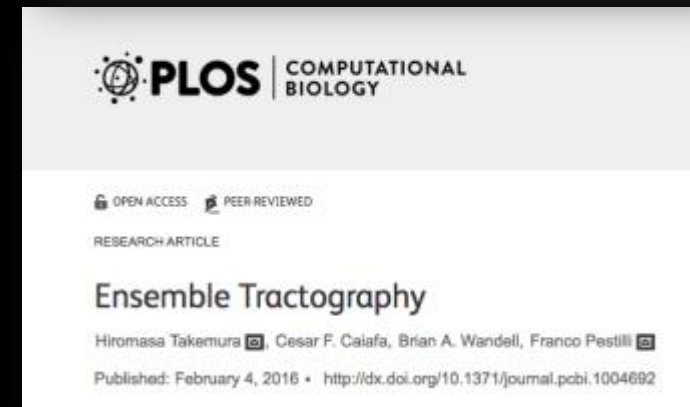 PLOS COMPUTATIONAL BIOLOGY
OPEN ACCESS PEER-REVIEWED
RESEARCH ARTICLE
Ensemble Tractography
Hiromasa Takemura, Cesar F. Caiafa, Brian A. Wandell, Franco Pestilli
Published: February 4, 2016 • http://dx.doi.org/10.1371/journal.pcbi.1004692